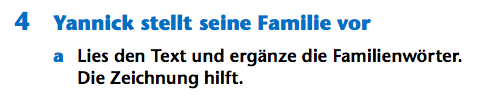 4 Yannick stellt seine Familie vor
a Lies den Text und ergänze die Familienwörter.
Die Zeichnung hilft.